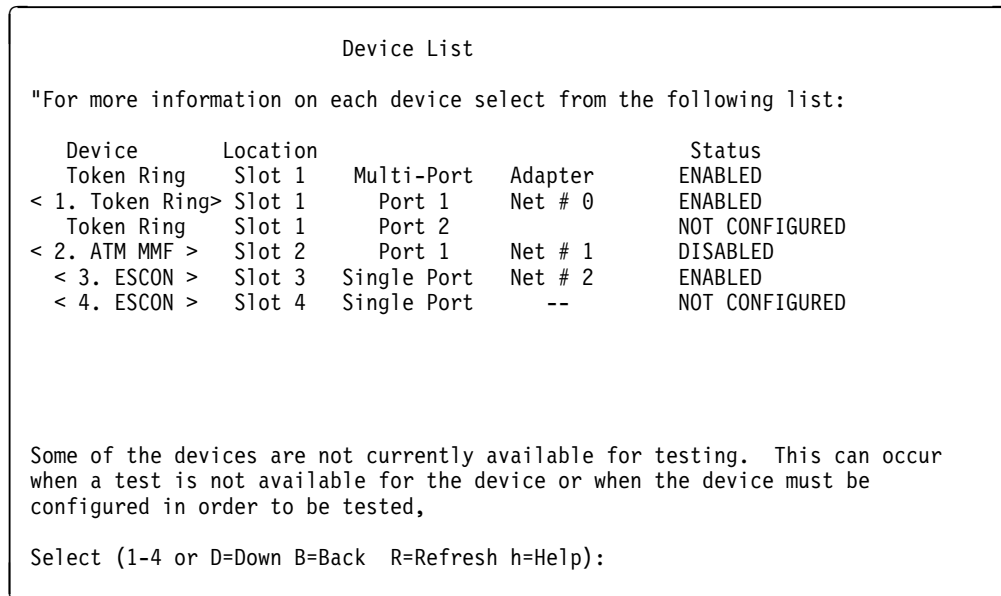 Device List
"For more information on each device select from the following list:
Device Location Status
Token Ring Slot 1 Multi-Port Adapter ENABLED
< 1. Token Ring> Slot 1 Port 1 Net # 0 ENABLED
Token Ring Slot 1 Port 2 NOT CONFIGURED
< 2. ATM MMF > Slot 2 Port 1 Net # 1 DISABLED
< 3. ESCON > Slot 3 Single Port Net # 2 ENABLED
< 4. ESCON > Slot 4 Single Port -- NOT CONFIGURED
Some of the devices are not currently available for testing. This can occur
when a test is not available for the device or when the device must be
configured in order to be tested,
Select (1-4 or D=Down B=Back R=Refresh h=Help):